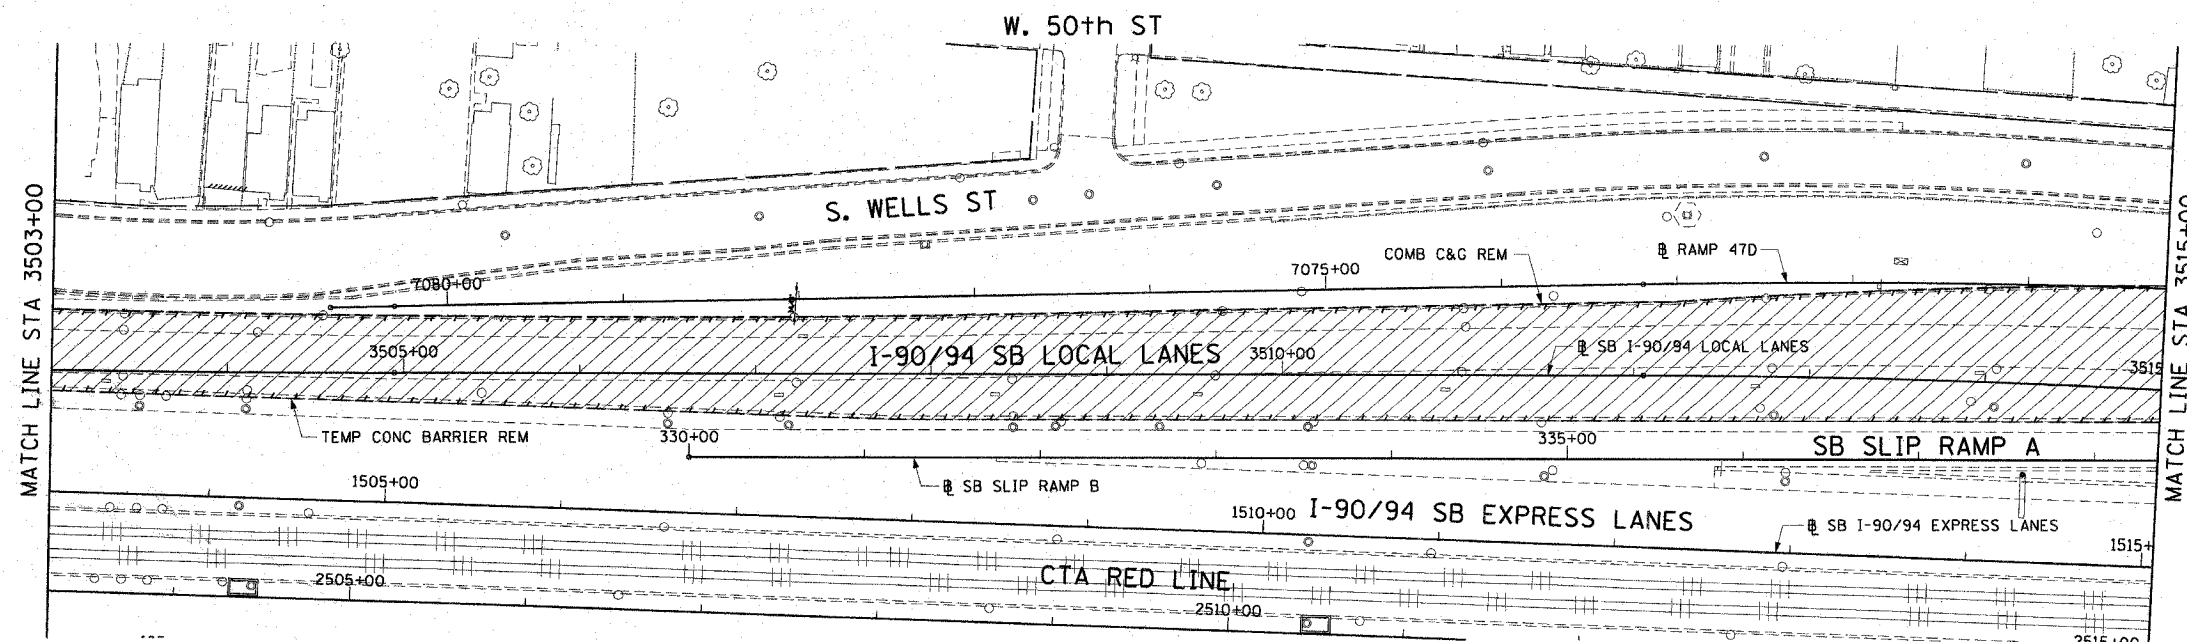 W. 50th ST
MATCH LINE STA 3503+00
MATCH LINE STA 3515+00
S. WELLS ST
COMB C&G REM
℄ RAMP 47D
7080+00
7075+00
3505+00
I-90/94 SB LOCAL LANES
3510+00
℄ SB I-90/94 LOCAL LANES
3515
TEMP CONC BARRIER REM
330+00
335+00
SB SLIP RAMP A
℄ SB SLIP RAMP B
1505+00
1510+00
I-90/94 SB EXPRESS LANES
℄ SB I-90/94 EXPRESS LANES
1515+
2505+00
CTA RED LINE
2510+00
2515+00